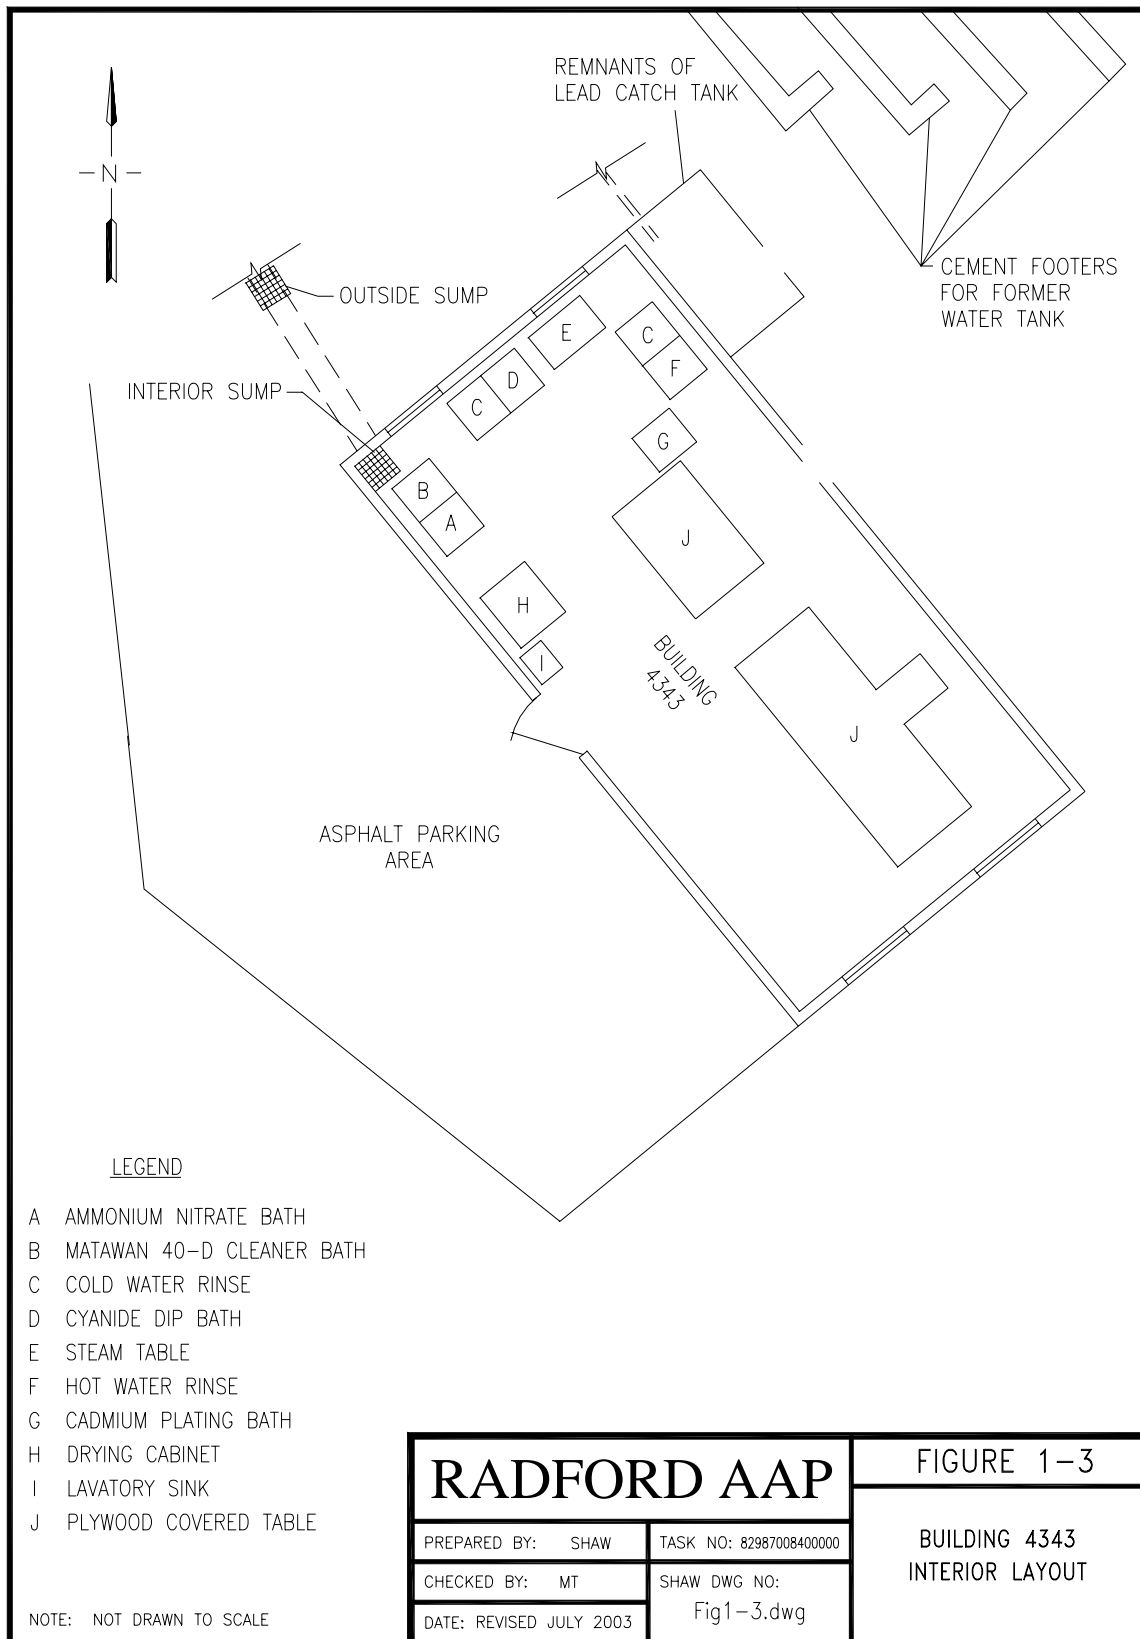 REMNANTS OF
LEAD CATCH TANK
N
CEMENT FOOTERS
FOR FORMER
WATER TANK
OUTSIDE SUMP
INTERIOR SUMP
E
C
F
D
C
G
B
A
J
H
I
BUILDING
4343
J
ASPHALT PARKING
AREA
LEGEND
A AMMONIUM NITRATE BATH
B MATAWAN 40-D CLEANER BATH
C COLD WATER RINSE
D CYANIDE DIP BATH
E STEAM TABLE
F HOT WATER RINSE
G CADMIUM PLATING BATH
H DRYING CABINET
I LAVATORY SINK
J PLYWOOD COVERED TABLE
NOTE: NOT DRAWN TO SCALE
RADFORD AAP
PREPARED BY: SHAW
TASK NO: 82987008400000
CHECKED BY: MT
SHAW DWG NO:
Fig1-3.dwg
DATE: REVISED JULY 2003
FIGURE 1-3
BUILDING 4343
INTERIOR LAYOUT